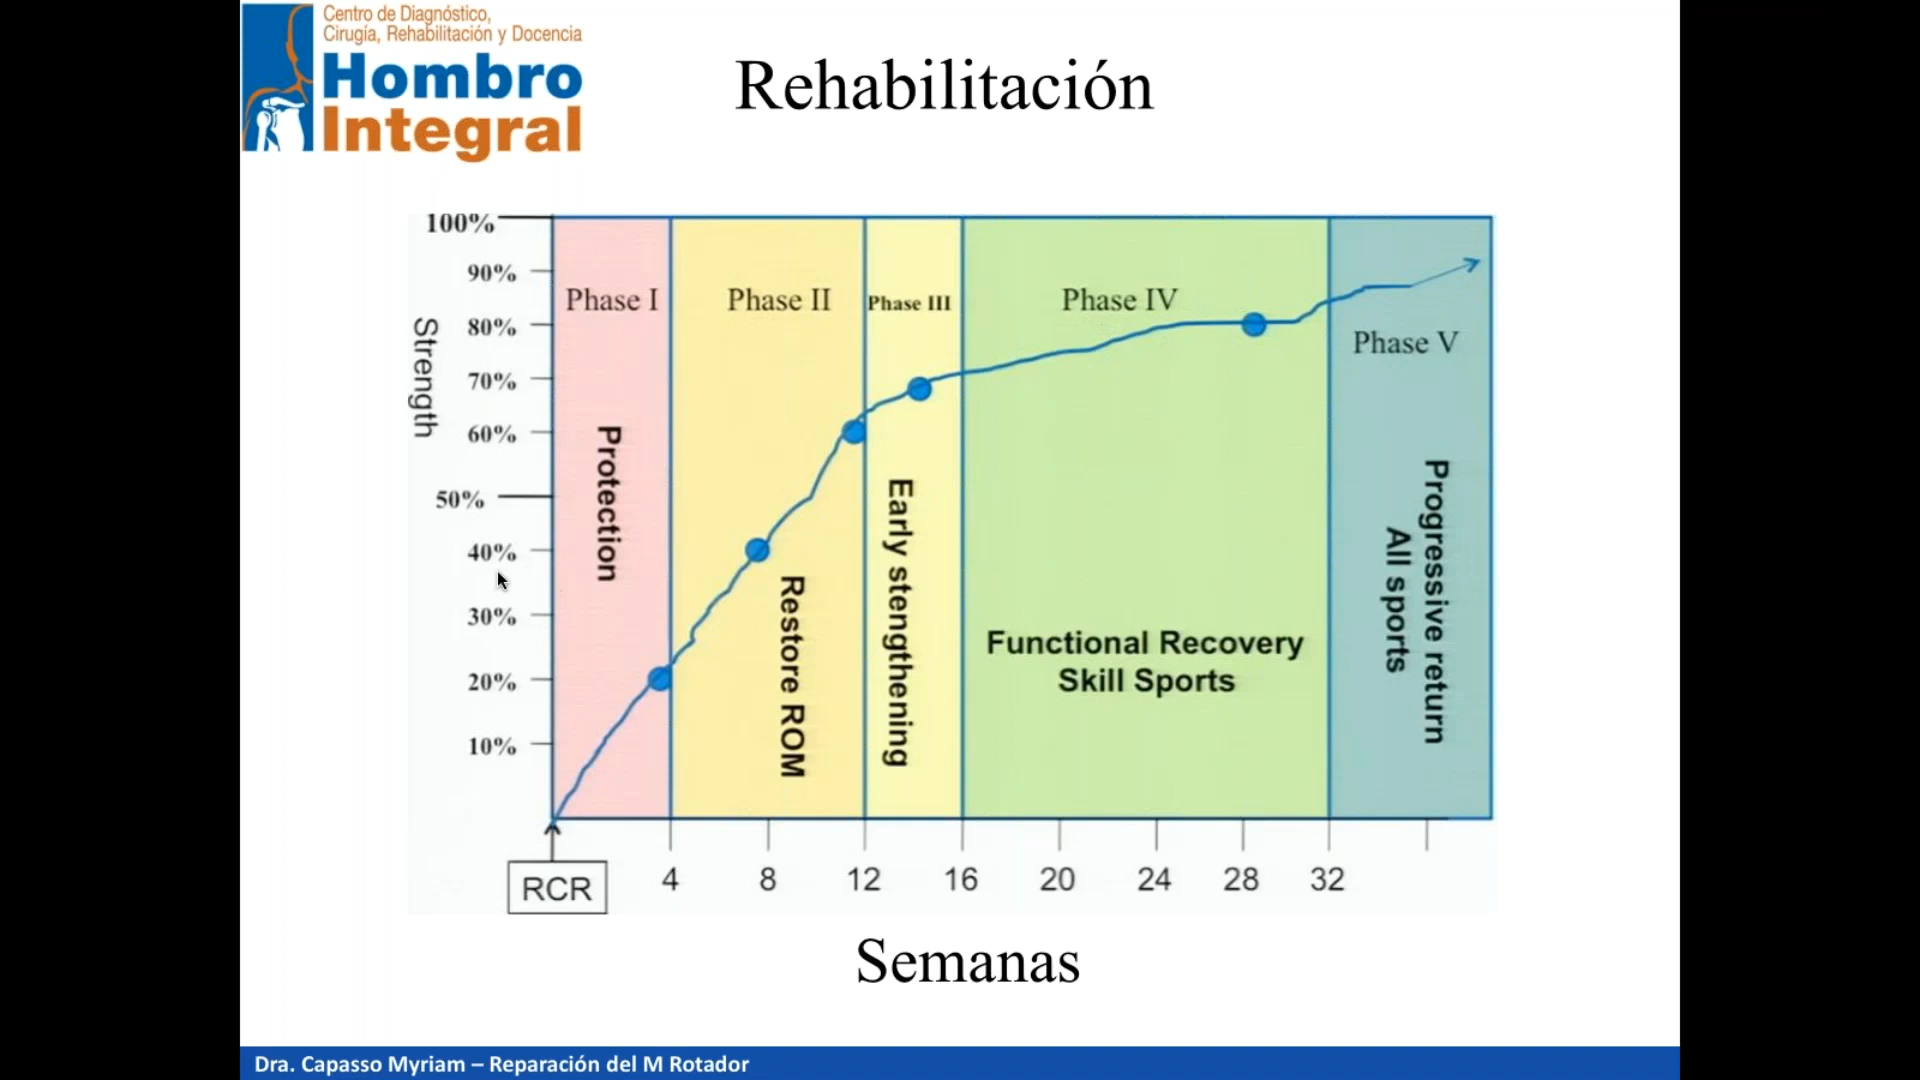 Centro de Diagnóstico,
Cirugía, Rehabilitación y Docencia
Hombro
Integral
Rehabilitación
100%
90%
80%
70%
60%
50%
40%
30%
20%
10%
Strength
Phase I
Phase II
Phase III
Phase IV
Phase V
Protection
Restore ROM
Early stengthening
Functional Recovery
Skill Sports
Progressive return
All sports
RCR
4
8
12
16
20
24
28
32
Semanas
Dra. Capasso Myriam – Reparación del M Rotador